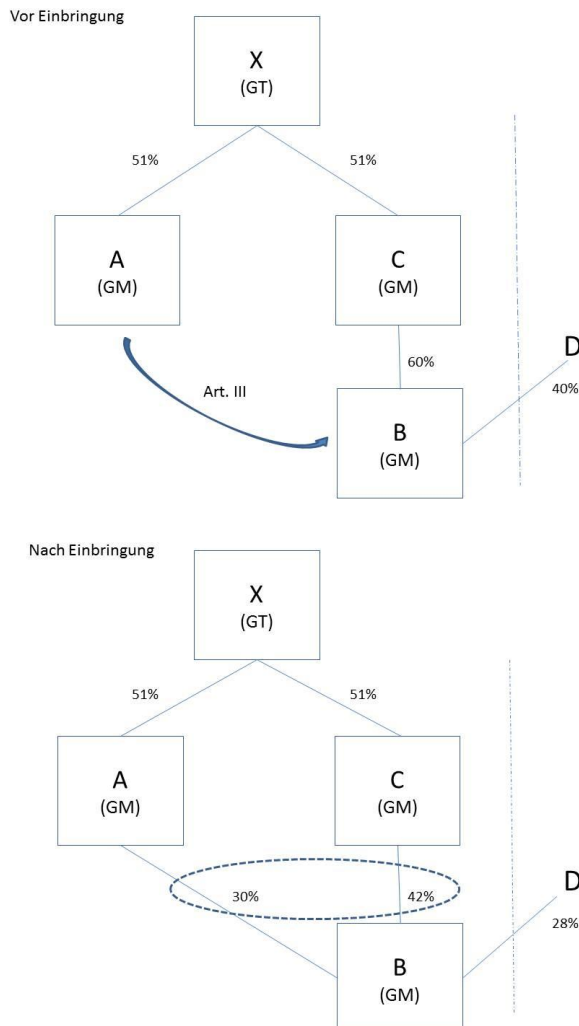 Vor Einbringung
X
(GT)
51%
51%
A
(GM)
C
(GM)
Art. III
60%
D
40%
B
(GM)
Nach Einbringung
X
(GT)
51%
51%
A
(GM)
C
(GM)
30%
42%
D
28%
B
(GM)